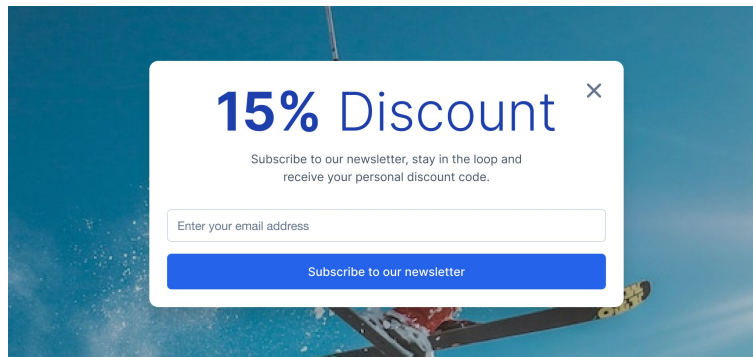 15% Discount
Subscribe to our newsletter, stay in the loop and
receive your personal discount code.
Enter your email address
Subscribe to our newsletter